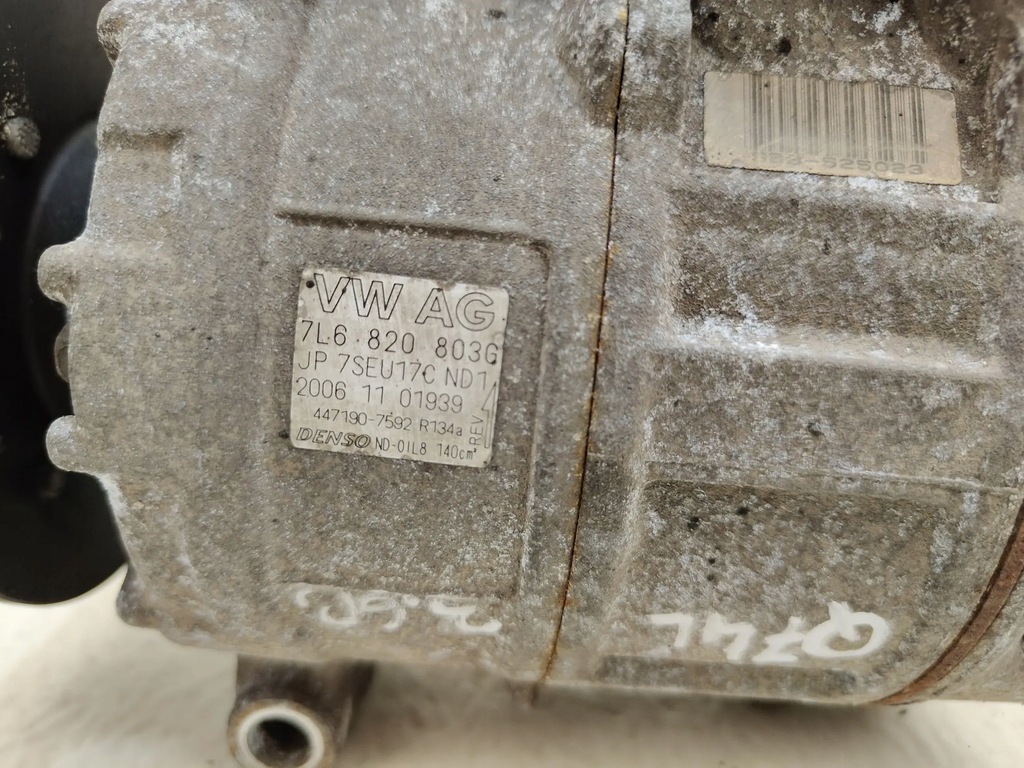 VW AG
7L6 820 803G
JP 7SEU17C ND1
2006 11 01939
447190-7592 R134a
DENSO ND-OIL8 140cm³
REV 4
Q7 4L